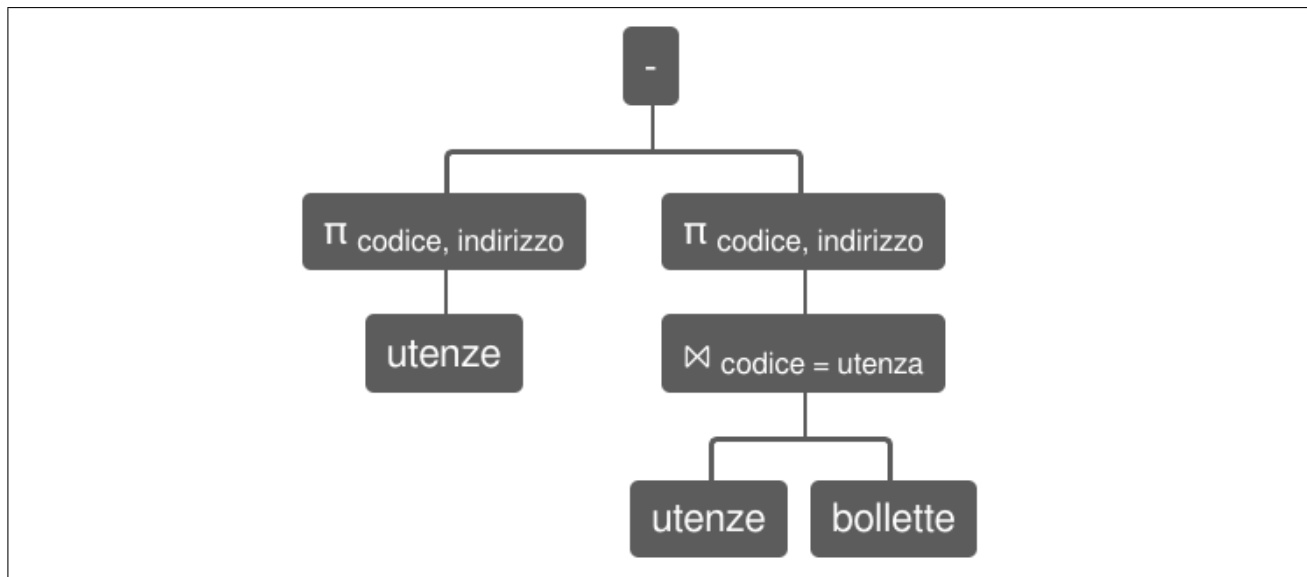 -
π codice, indirizzo
π codice, indirizzo
utenze
⋈ codice = utenza
utenze
bollette